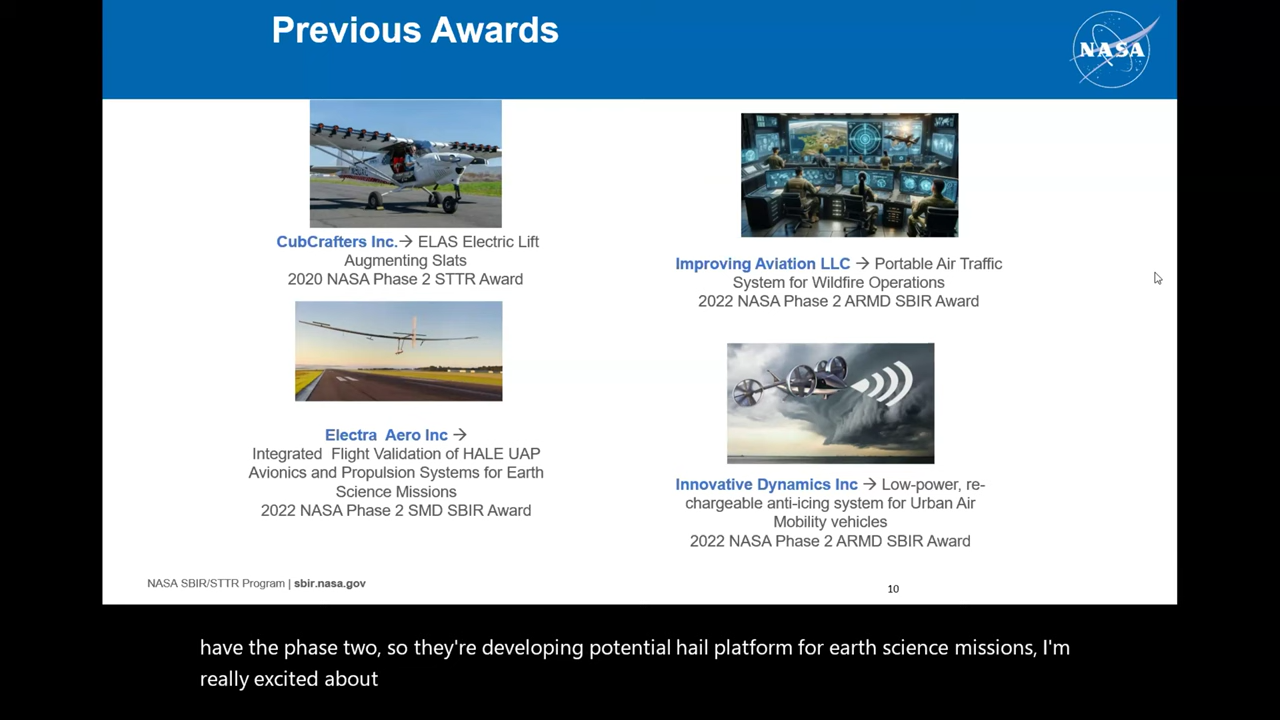 Previous Awards
NASA
CubCrafters Inc.→ ELAS Electric Lift
Augmenting Slats
2020 NASA Phase 2 STTR Award
Improving Aviation LLC → Portable Air Traffic
System for Wildfire Operations
2022 NASA Phase 2 ARMD SBIR Award
Electra Aero Inc →
Integrated Flight Validation of HALE UAP
Avionics and Propulsion Systems for Earth
Science Missions
2022 NASA Phase 2 SMD SBIR Award
Innovative Dynamics Inc → Low-power, re-
chargeable anti-icing system for Urban Air
Mobility vehicles
2022 NASA Phase 2 ARMD SBIR Award
NASA SBIR/STTR Program | sbir.nasa.gov
10
have the phase two, so they're developing potential hail platform for earth science missions, I'm
really excited about